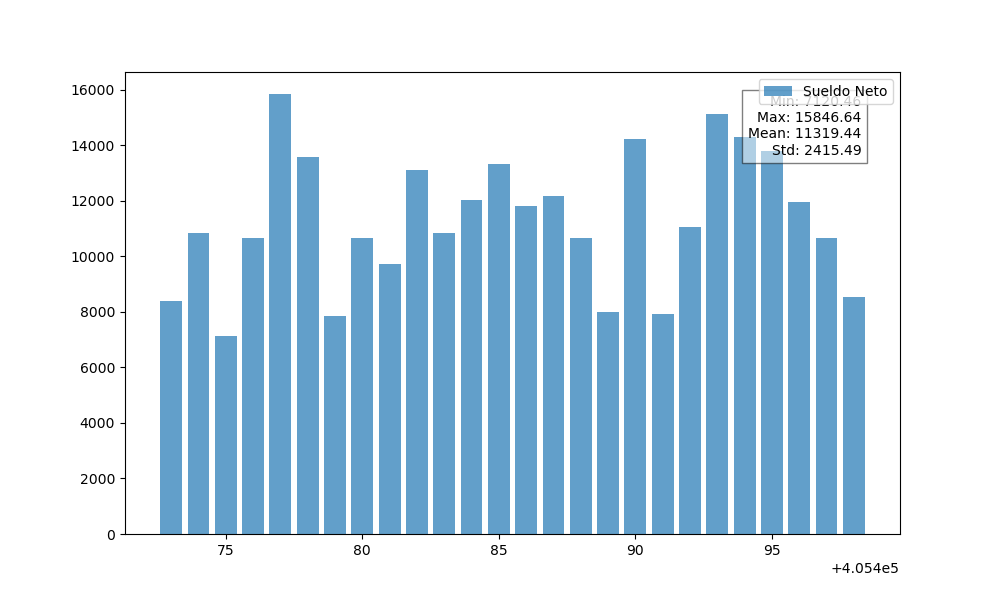 16000
14000
12000
10000
8000
6000
4000
2000
0
Sueldo Neto
Min: 7120.46
Max: 15846.64
Mean: 11319.44
Std: 2415.49
75 80 85 90 95
+4.054e5